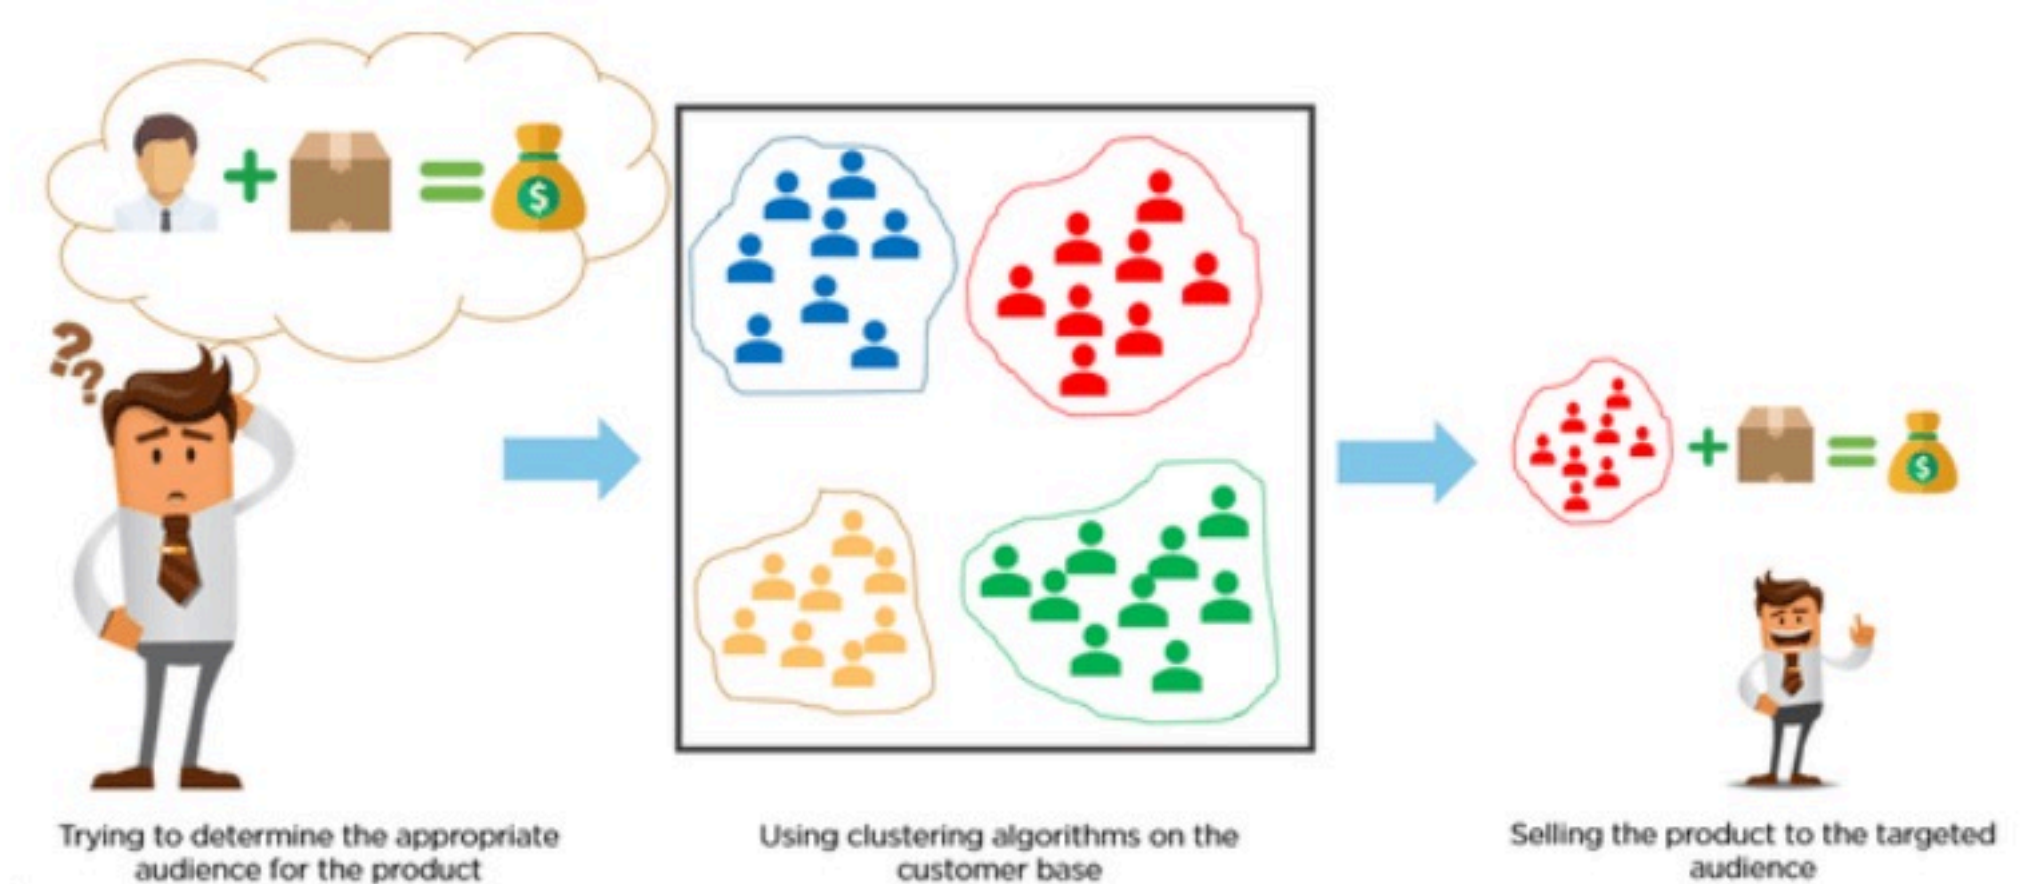 $
??
$
Trying to determine the appropriate
audience for the product
Using clustering algorithms on the
customer base
Selling the product to the targeted
audience